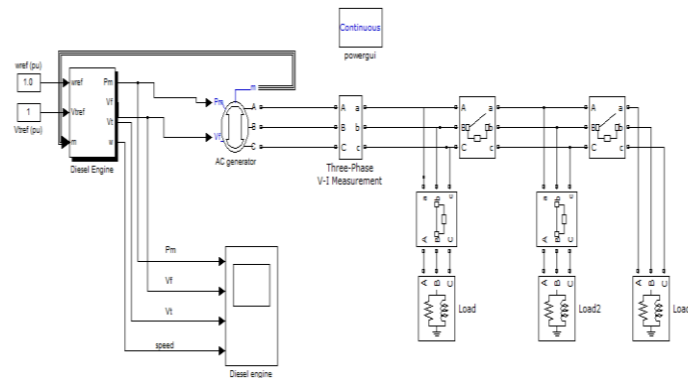 Continuous
powergui
wref (pu)
1.0
Vtref (pu)
1
wref
Vtref
m
Pm
Vf
Vt
w
Diesel Engine
m
Pm
Vf
A
B
C
AC generator
A
B
C
a
b
c
Three-Phase
V-I Measurement
A
B
C
a
b
c
A
B
C
a
b
c
a
B
c
A
B
C
a
B
c
A
B
C
A
B
C
Load
A
B
C
Load2
A
B
C
Load
Pm
Vf
Vt
speed
Diesel engine